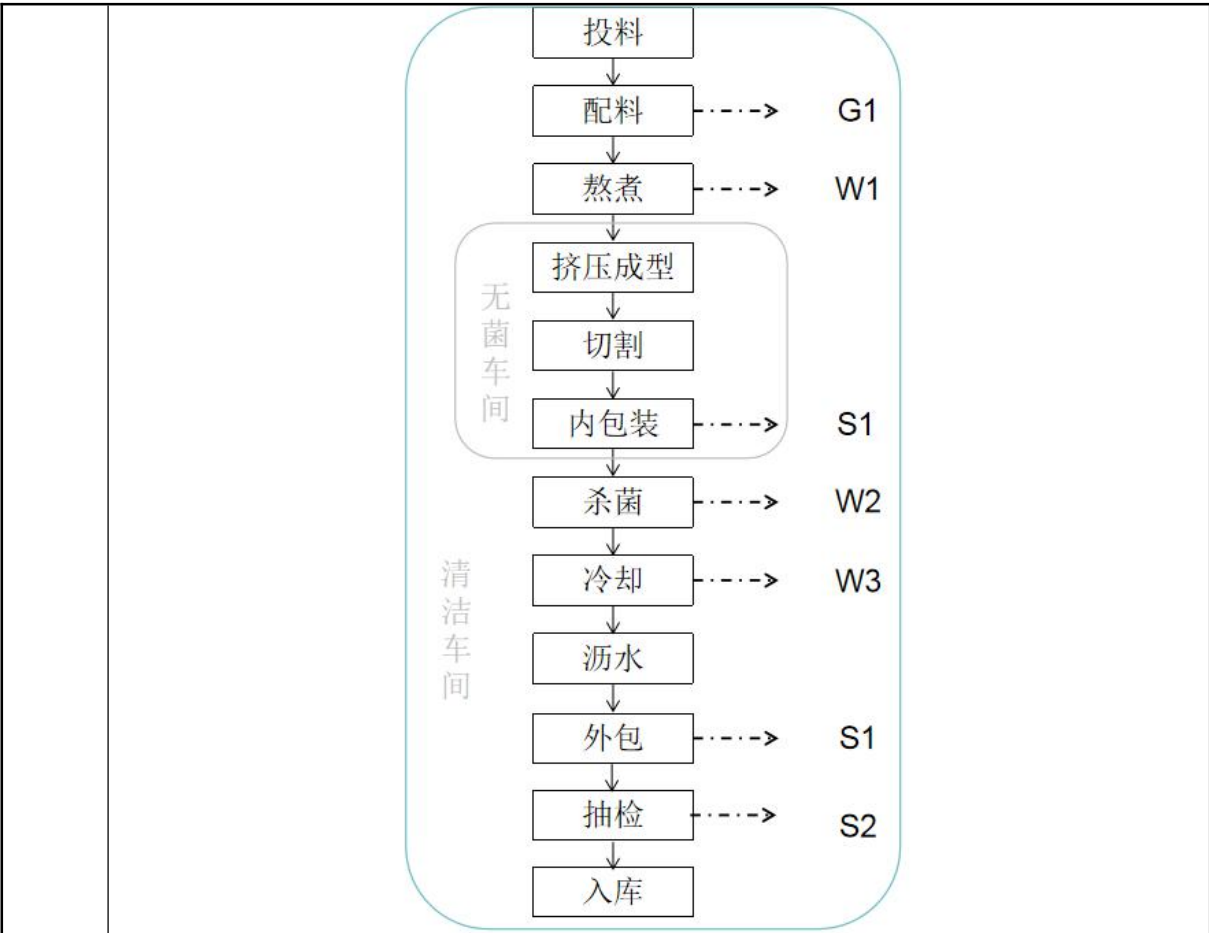 投料
配料 G1
熬煮 W1
挤压成型
无菌车间
切割
内包装 S1
杀菌 W2
冷却 W3
清洁车间
沥水
外包 S1
抽检 S2
入库